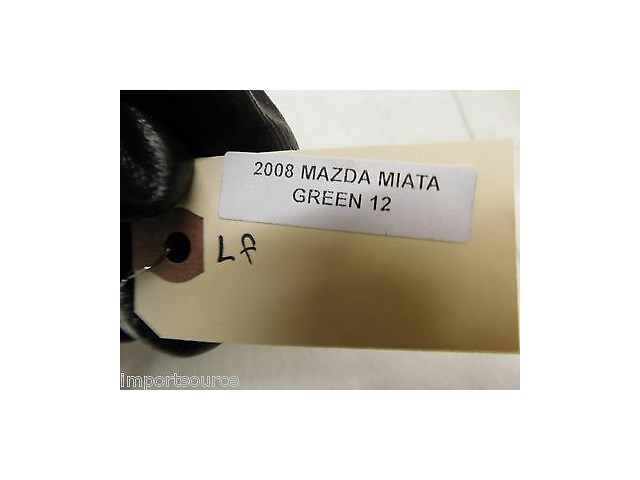 2008 MAZDA MIATA
GREEN 12
Lf
importsource